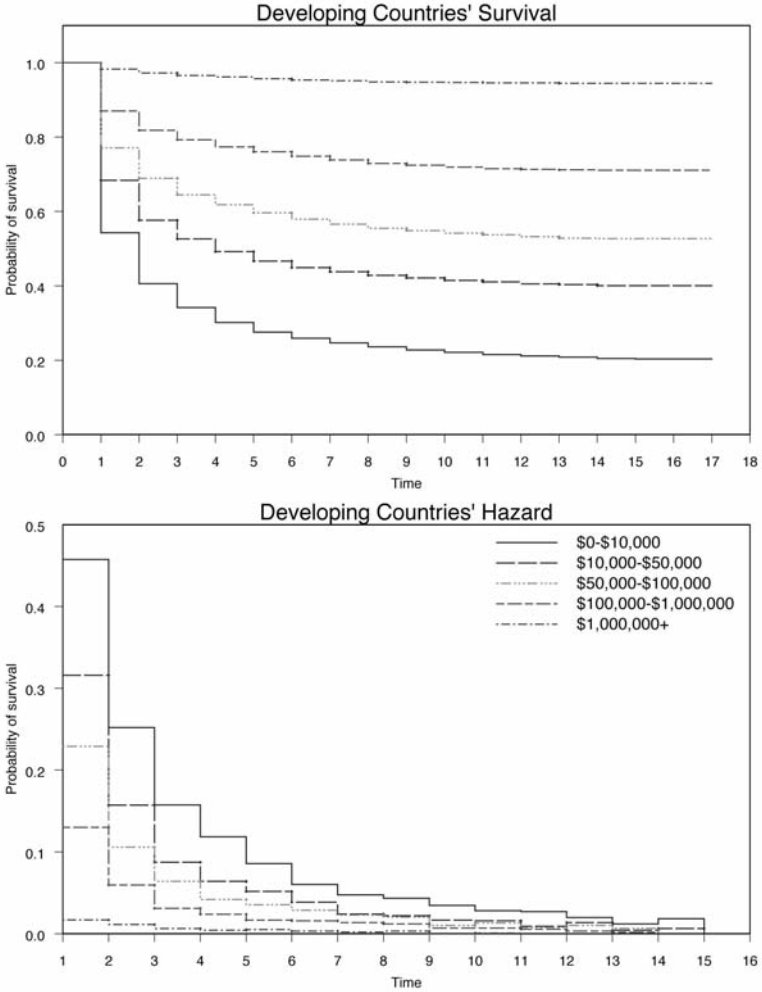 Developing Countries' Survival
1.0
0.8
0.6
0.4
0.2
0.0
Probability of survival
0 1 2 3 4 5 6 7 8 9 10 11 12 13 14 15 16 17 18
Time
Developing Countries' Hazard
0.5
0.4
0.3
0.2
0.1
0.0
Probability of survival
$0-$10,000
$10,000-$50,000
$50,000-$100,000
$100,000-$1,000,000
$1,000,000+
1 2 3 4 5 6 7 8 9 10 11 12 13 14 15 16
Time